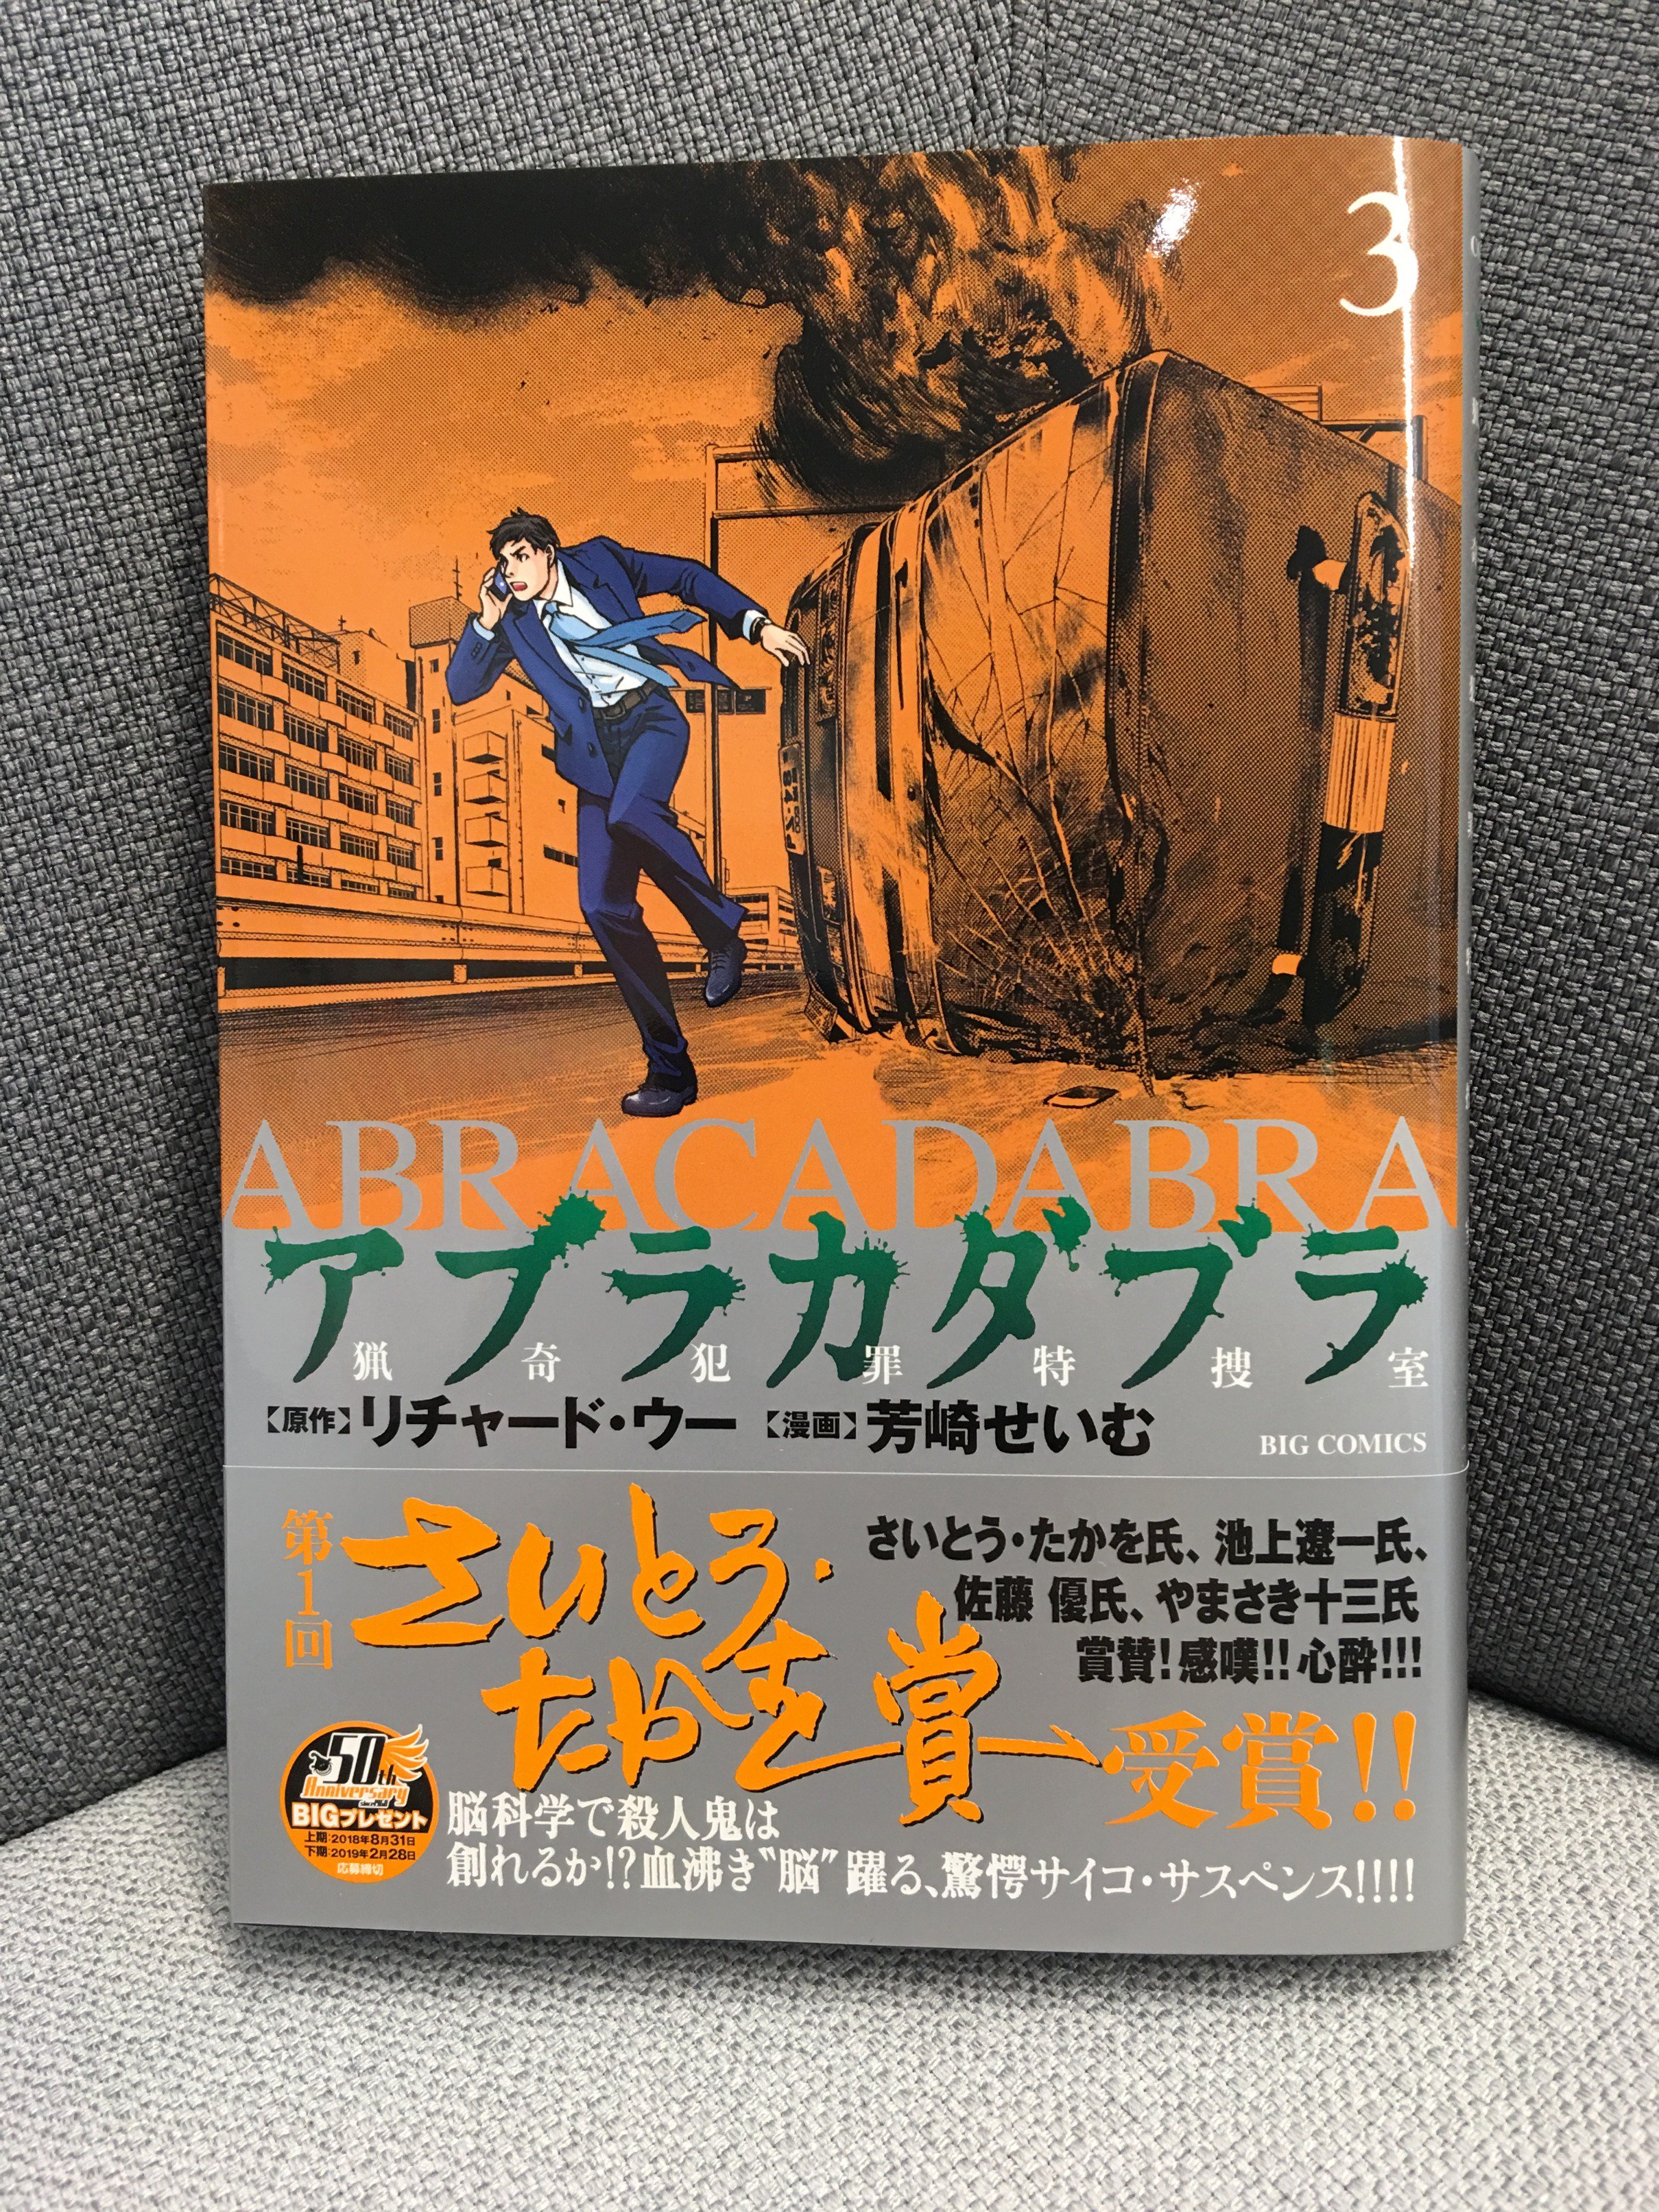 3
ABRACADABRA
アブラカダブラ
猟奇犯罪特捜室
【原作】リチャード・ウー 【漫画】芳崎せいむ
BIG COMICS
第1回
さいとう・
たかを賞
受賞!!
さいとう・たかを氏、池上遼一氏、
佐藤 優氏、やまさき十三氏
賞賛!感嘆!!心酔!!!
50th
Anniversary
BIGプレゼント
上期:2018年8月31日
下期:2019年2月28日
応募締切
脳科学で殺人鬼は
創れるか!?血沸き〝脳〟躍る、驚愕サイコ・サスペンス!!!!